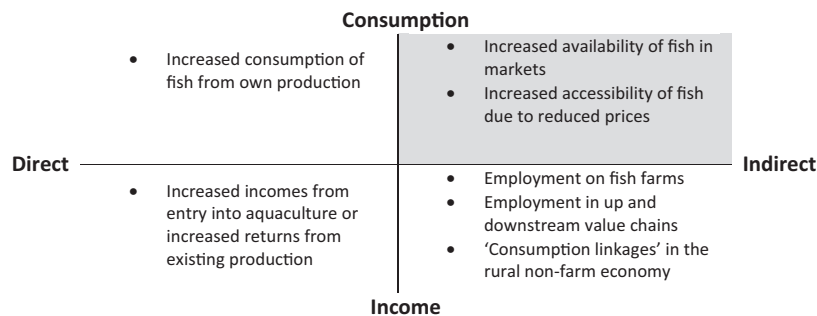 Consumption
• Increased consumption of
fish from own production
• Increased availability of fish in
markets
• Increased accessibility of fish
due to reduced prices
Direct
Indirect
• Increased incomes from
entry into aquaculture or
increased returns from
existing production
• Employment on fish farms
• Employment in up and
downstream value chains
• ‘Consumption linkages’ in the
rural non-farm economy
Income